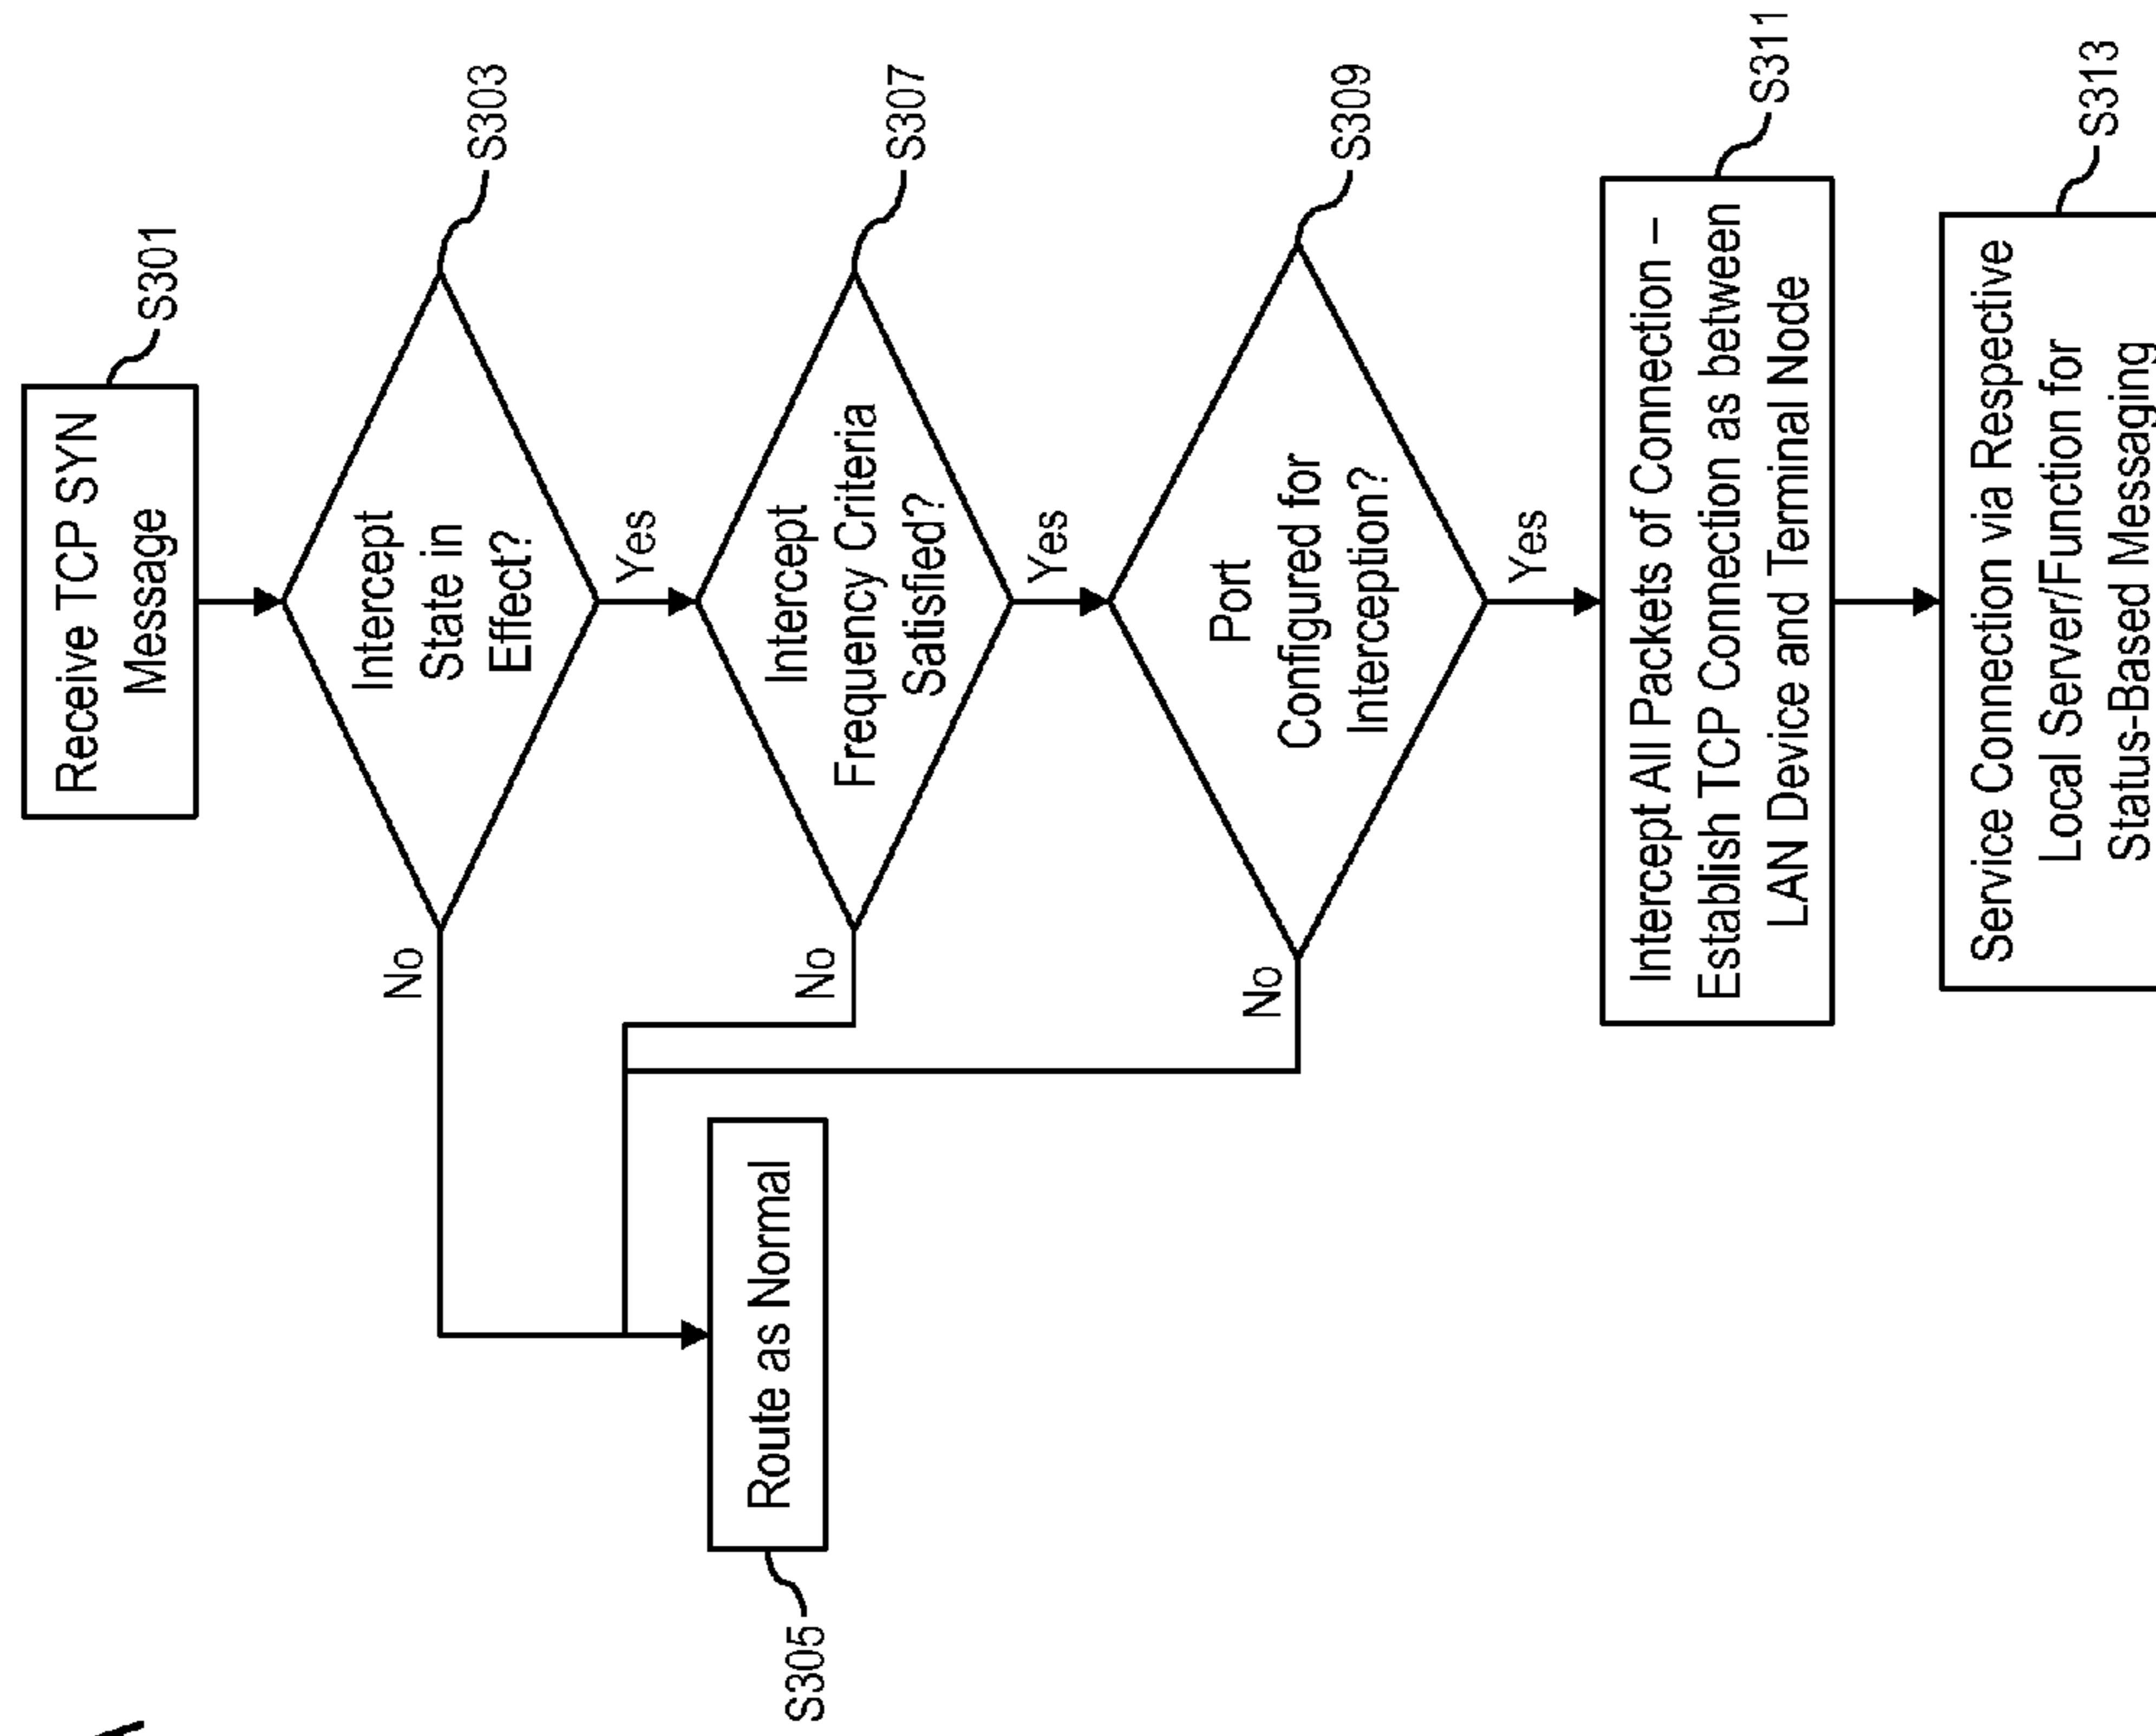 Receive TCP SYN
Message
S301
Intercept
State in
Effect?
S303
No
Yes
Intercept
Frequency Criteria
Satisfied?
S307
No
Yes
Route as Normal
S305
Port
Configured for
Interception?
S309
No
Yes
Intercept All Packets of Connection –
Establish TCP Connection as between
LAN Device and Terminal Node
S311
Service Connection via Respective
Local Server/Function for
Status-Based Messaging
S313